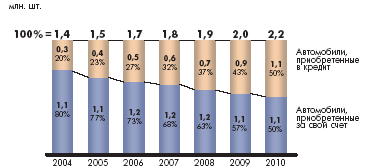 млн. шт.
100% = 1,4 1,5 1,7 1,8 1,9 2,0 2,2
0,3 0,4 0,5 0,6 0,7 0,9 1,1
20% 23% 27% 32% 37% 43% 50%
Автомобили,
приобретенные
в кредит
1,1 1,1 1,2 1,2 1,2 1,1 1,1
80% 77% 73% 68% 63% 57% 50%
Автомобили,
приобретенные
за свой счет
2004 2005 2006 2007 2008 2009 2010